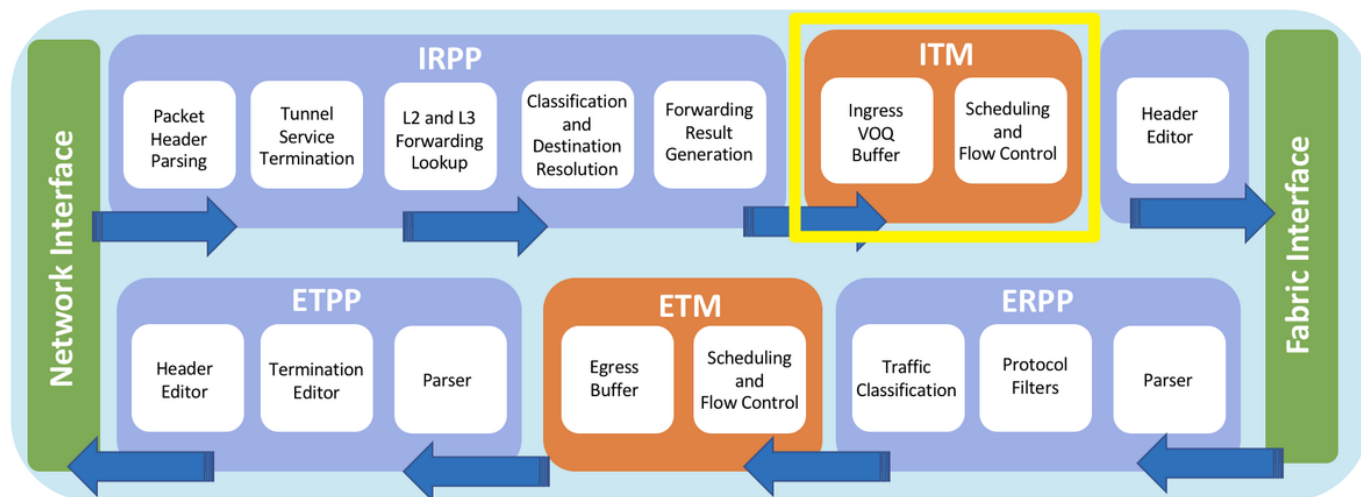 Network Interface
IRPP
Packet
Header
Parsing
Tunnel
Service
Termination
L2 and L3
Forwarding
Lookup
Classification
and
Destination
Resolution
Forwarding
Result
Generation
ITM
Ingress
VOQ
Buffer
Scheduling
and
Flow Control
Header
Editor
Fabric Interface
ETPP
Header
Editor
Termination
Editor
Parser
ETM
Egress
Buffer
Scheduling
and
Flow Control
ERPP
Traffic
Classification
Protocol
Filters
Parser